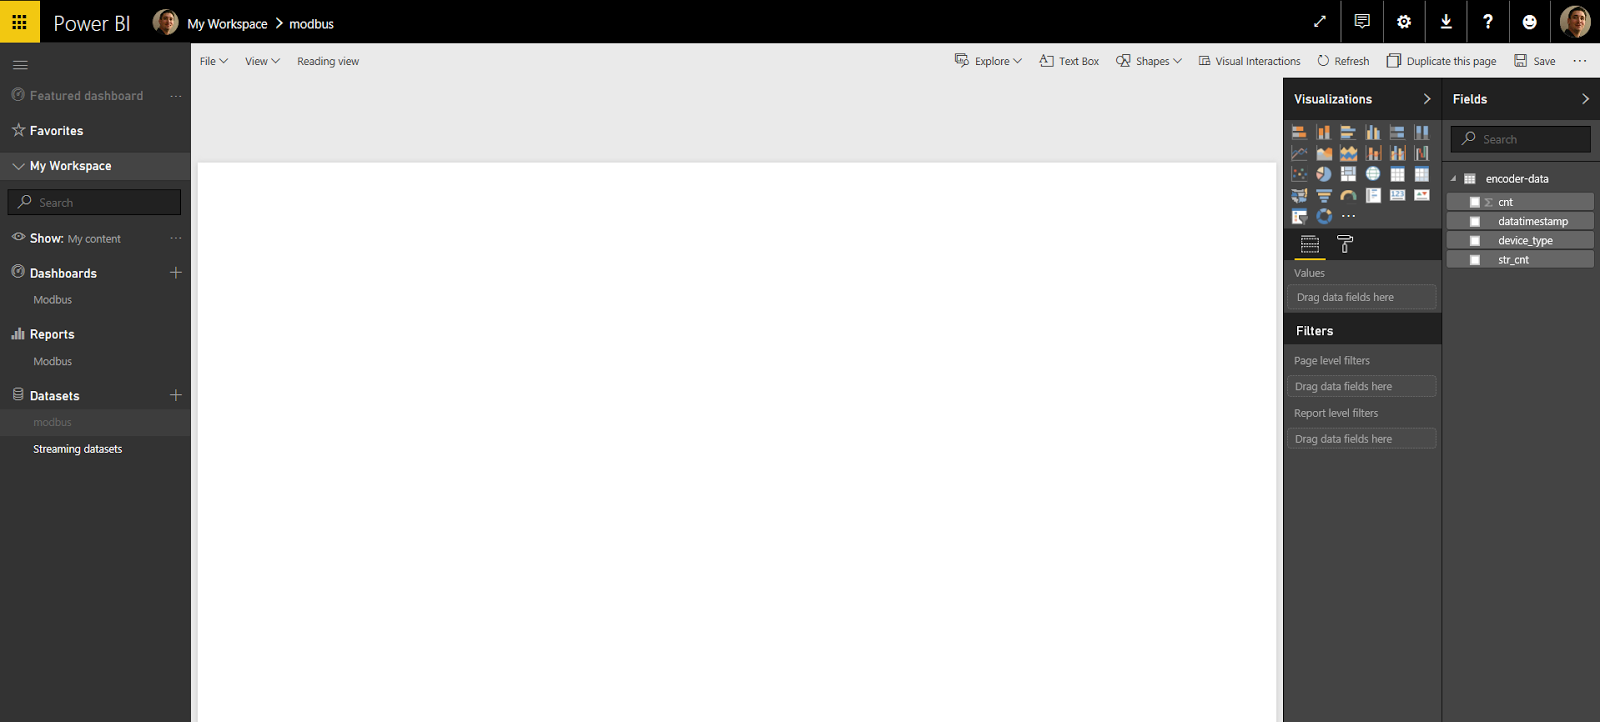 Power BI
My Workspace > modbus
File View Reading view
Explore Text Box Shapes Visual Interactions Refresh Duplicate this page Save ...
Featured dashboard ...
Favorites
My Workspace
Search
Show: My content ...
Dashboards +
Modbus
Reports
Modbus
Datasets +
modbus
Streaming datasets
Visualizations
123
...
Values
Drag data fields here
Filters
Page level filters
Drag data fields here
Report level filters
Drag data fields here
Fields
Search
encoder-data
Σ cnt
datatimestamp
device_type
str_cnt